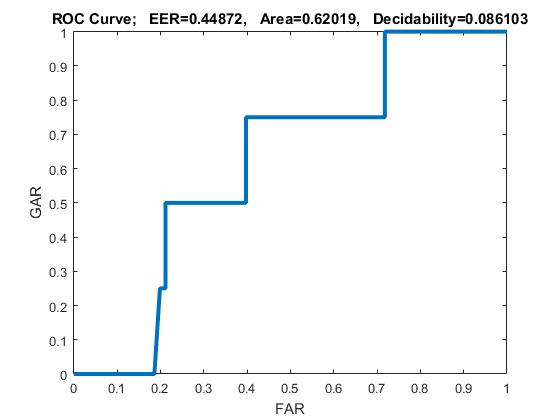 ROC Curve;   EER=0.44872,   Area=0.62019,   Decidability=0.086103
1
0.9
0.8
0.7
0.6
0.5
0.4
0.3
0.2
0.1
0
GAR
0 0.1 0.2 0.3 0.4 0.5 0.6 0.7 0.8 0.9 1
FAR